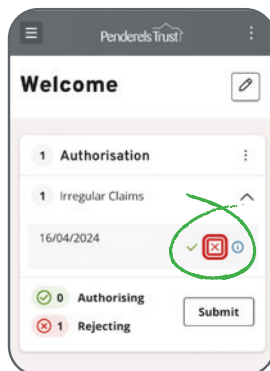 Penderels Trust
Welcome
1 Authorisation
1 Irregular Claims
16/04/2024
0 Authorising
1 Rejecting
Submit